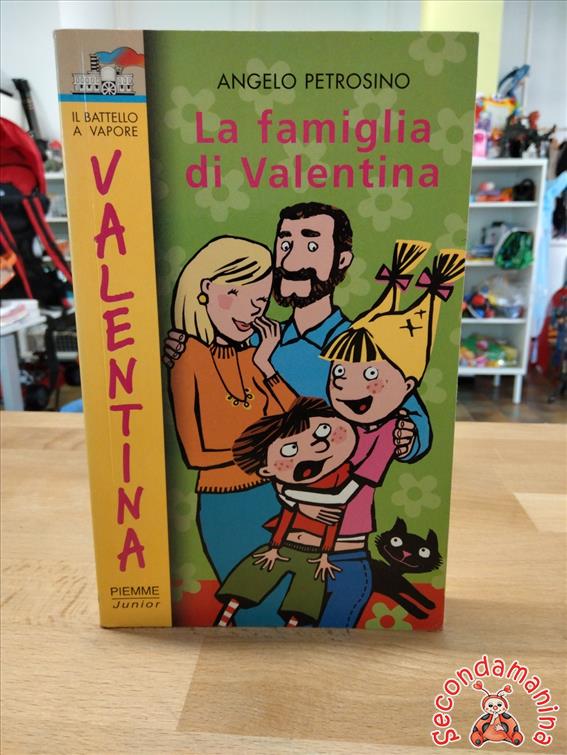 ANGELO PETROSINO
La famiglia
di Valentina
IL BATTELLO
A VAPORE
VALENTINA
PIEMME
Junior
Secondamanina